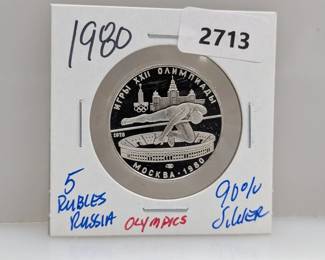 1980
2713
ИГРЫ XXII ОЛИМПИАДЫ
1978
МОСКВА·1980
5
RUBLES
RUSSIA
OLYMPICS
90%
SILVER